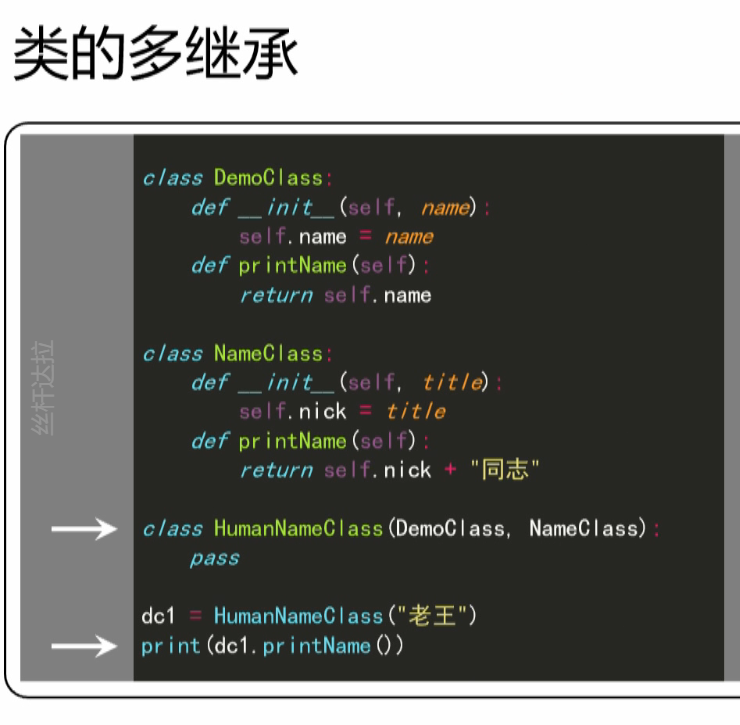 类的多继承
class DemoClass:
    def __init__(self, name):
        self.name = name
    def printName(self):
        return self.name
class NameClass:
    def __init__(self, title):
        self.nick = title
    def printName(self):
        return self.nick + "同志"
丝杆达拉
class HumanNameClass(DemoClass, NameClass):
    pass
dc1 = HumanNameClass("老王")
print(dc1.printName())